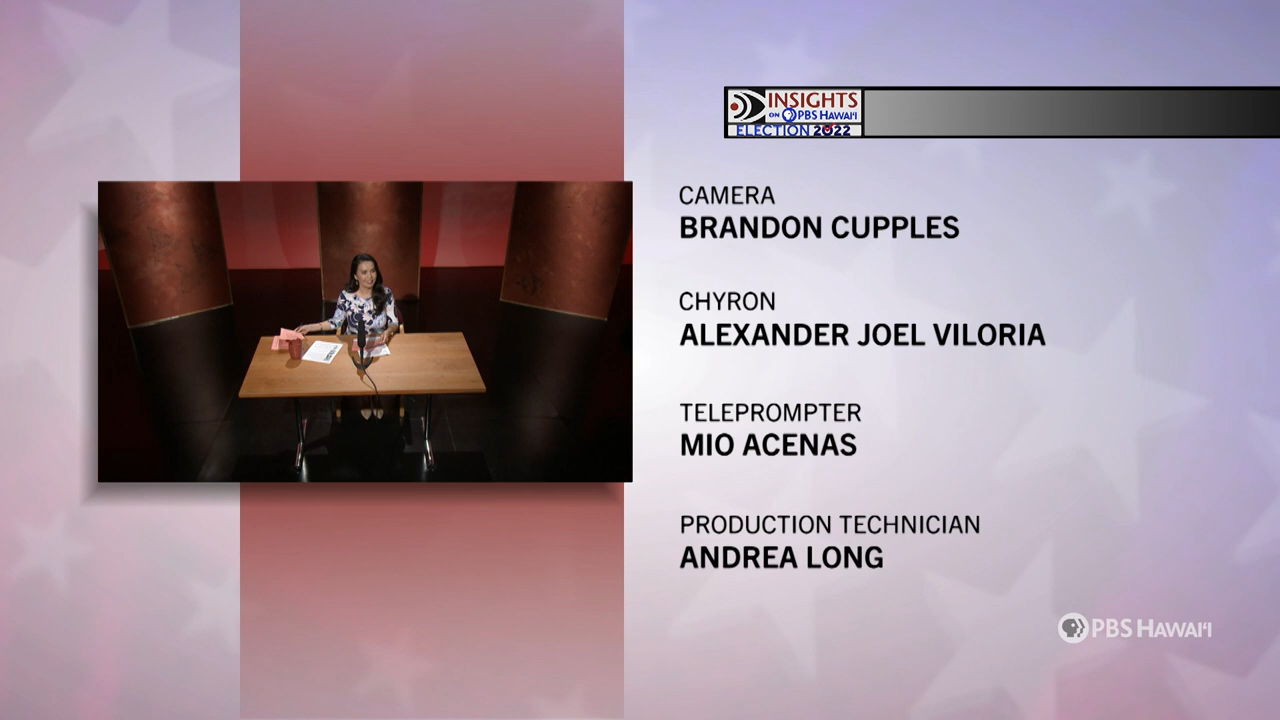 INSIGHTS
ON PBS HAWAIʻI
ELECTION 2022
CAMERA
BRANDON CUPPLES
CHYRON
ALEXANDER JOEL VILORIA
TELEPROMPTER
MIO ACENAS
PRODUCTION TECHNICIAN
ANDREA LONG
PBS HAWAIʻI